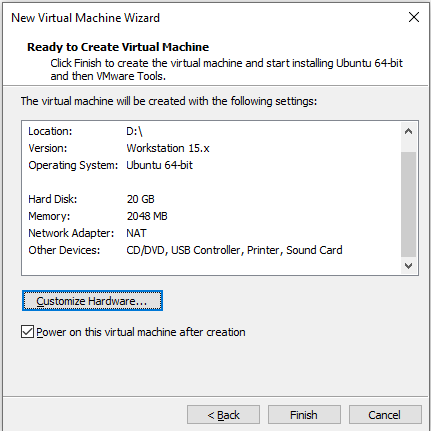 New Virtual Machine Wizard
Ready to Create Virtual Machine
Click Finish to create the virtual machine and start installing Ubuntu 64-bit
and then VMware Tools.
The virtual machine will be created with the following settings:
Location: D:\
Version: Workstation 15.x
Operating System: Ubuntu 64-bit
Hard Disk: 20 GB
Memory: 2048 MB
Network Adapter: NAT
Other Devices: CD/DVD, USB Controller, Printer, Sound Card
Customize Hardware...
Power on this virtual machine after creation
< Back Finish Cancel